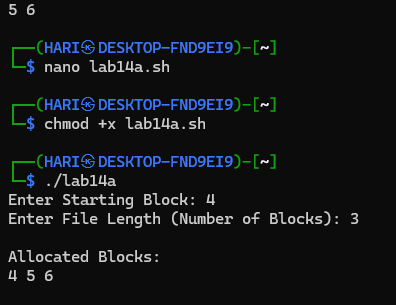 5 6
┌──(HARI㉿DESKTOP-FND9EI9)-[~]
└─$ nano lab14a.sh
┌──(HARI㉿DESKTOP-FND9EI9)-[~]
└─$ chmod +x lab14a.sh
┌──(HARI㉿DESKTOP-FND9EI9)-[~]
└─$ ./lab14a
Enter Starting Block: 4
Enter File Length (Number of Blocks): 3
Allocated Blocks:
4 5 6